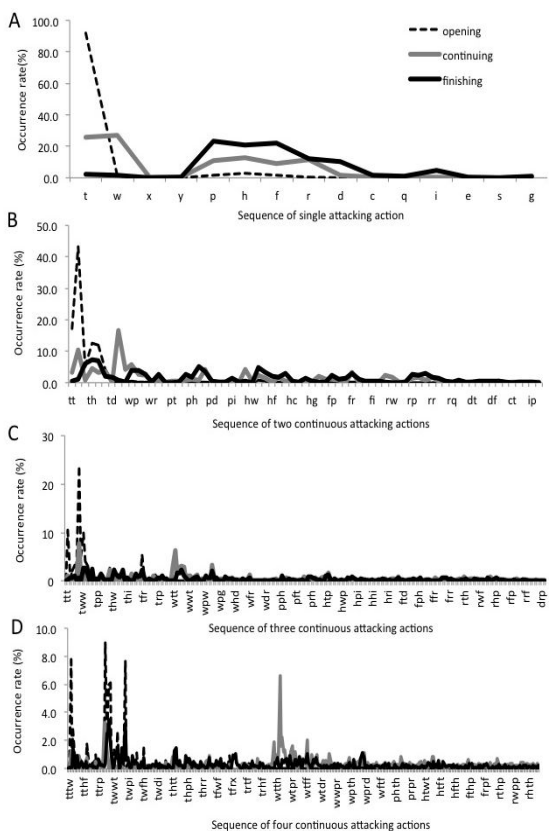 A
Occurrence rate(%)
100.0
80.0
60.0
40.0
20.0
0.0
opening
continuing
finishing
t w x y p h f r d c q i e s g
Sequence of single attacking action
B
Occurrence rate (%)
50.0
40.0
30.0
20.0
10.0
0.0
tt th td wp wr pt ph pd pi hw hf hc hg fp fr fi rw rp rr rq dt df ct ip
Sequence of two continuous attacking actions
C
Occurrence rate (%)
30
20
10
0
ttt tww tpp thw thi tfr trp wtt wwt wpw wpg whd wfr wdr pph pft prh htp hwp hpi hhi hri ftd fph ffr frr rth rwf rhp rfp rrf drp
Sequence of three continuous attacking actions
D
Occurrence rate (%)
10.0
8.0
6.0
4.0
2.0
0.0
tttw tthf ttrp twwt twpi twfh twdi thtt thph thrr tfwf tfrx trtf trhf wtth wtpr wtff wtdr wwpr wpth wprd wftf phth prpr htwt htft hfth fthp frpf rthp rwpp rhth
Sequence of four continuous attacking actions